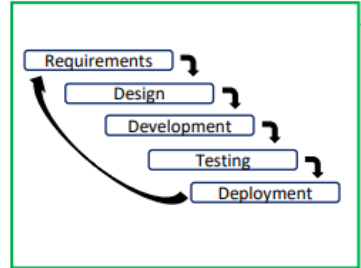 Requirements
Design
Development
Testing
Deployment